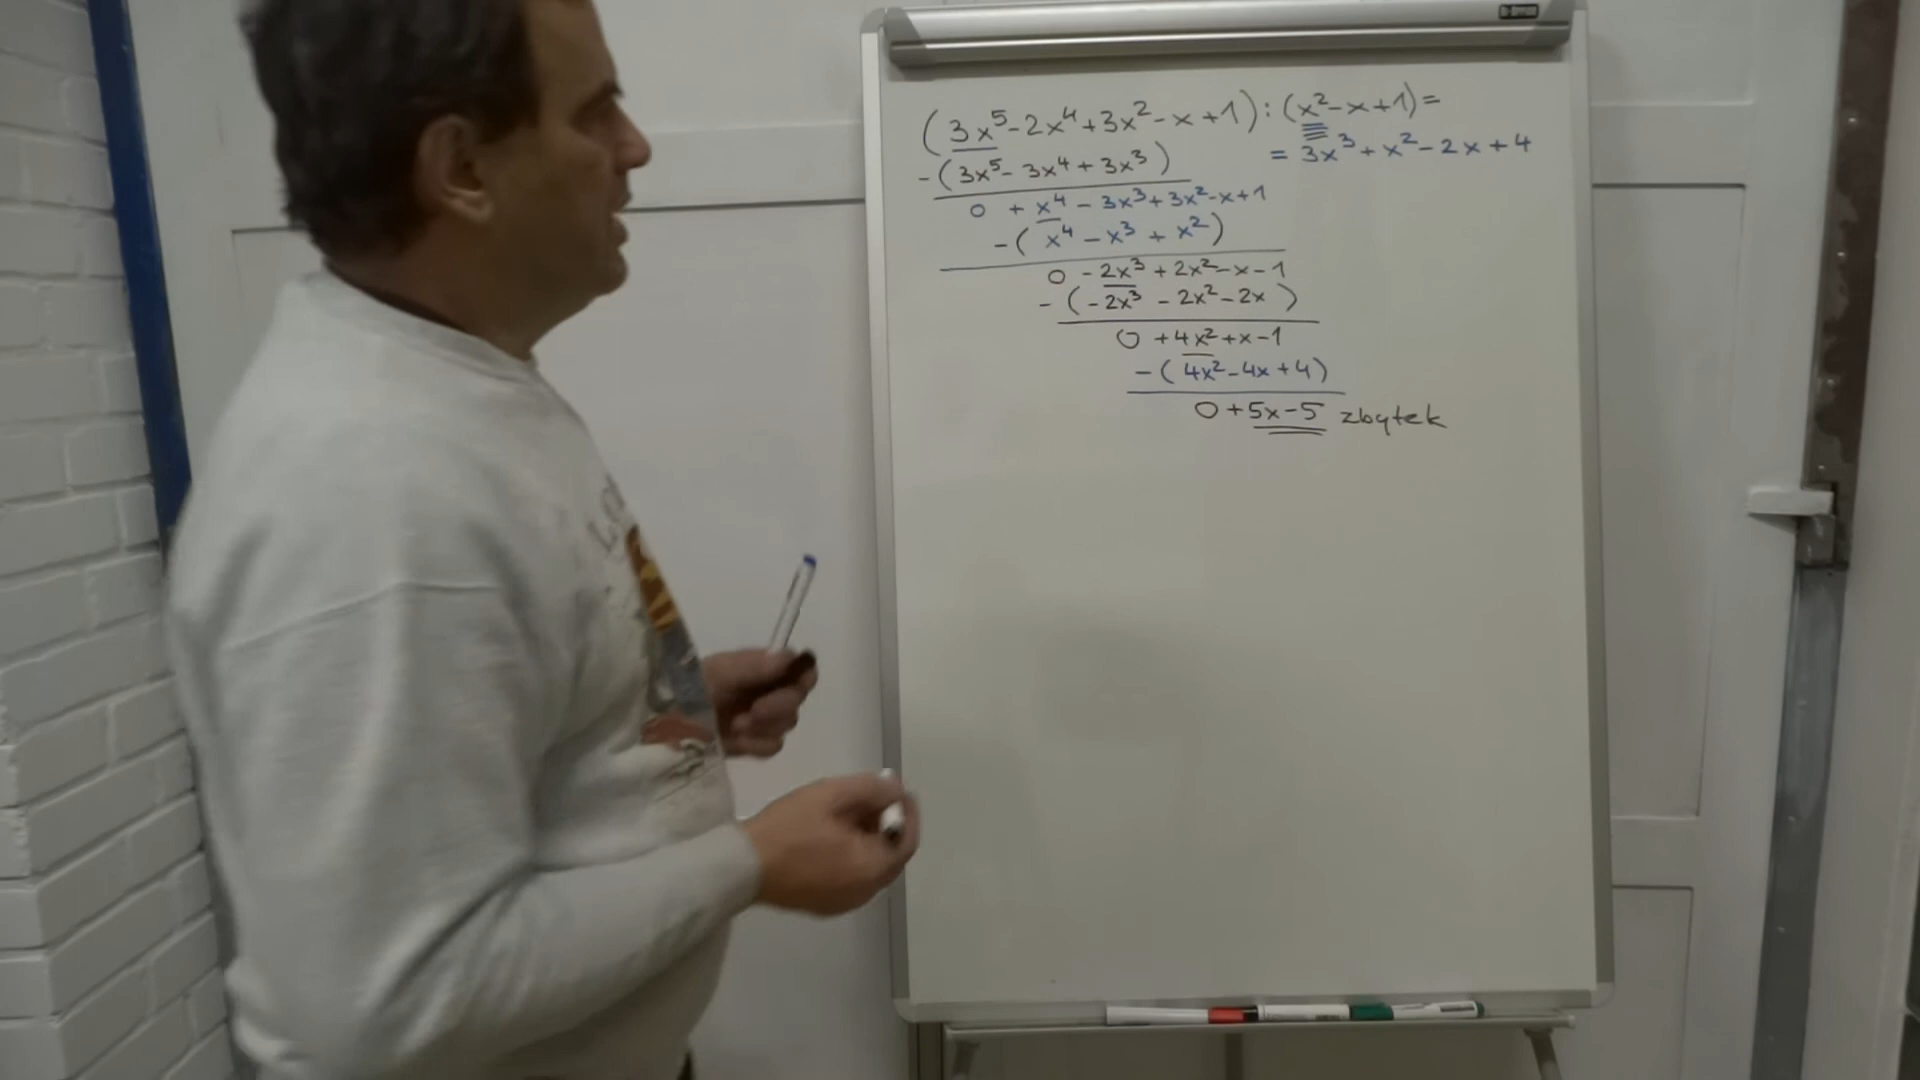 (3x⁵-2x⁴+3x²-x+1):(x²-x+1)=
= 3x³+x²-2x+4
-(3x⁵-3x⁴+3x³)
0 + x⁴ - 3x³+3x²-x+1
-( x⁴ - x³ + x²)
0 - 2x³ + 2x²-x-1
- (-2x³ - 2x²-2x )
0 +4x²+x-1
-( 4x²-4x+4)
0+5x-5 zbytek